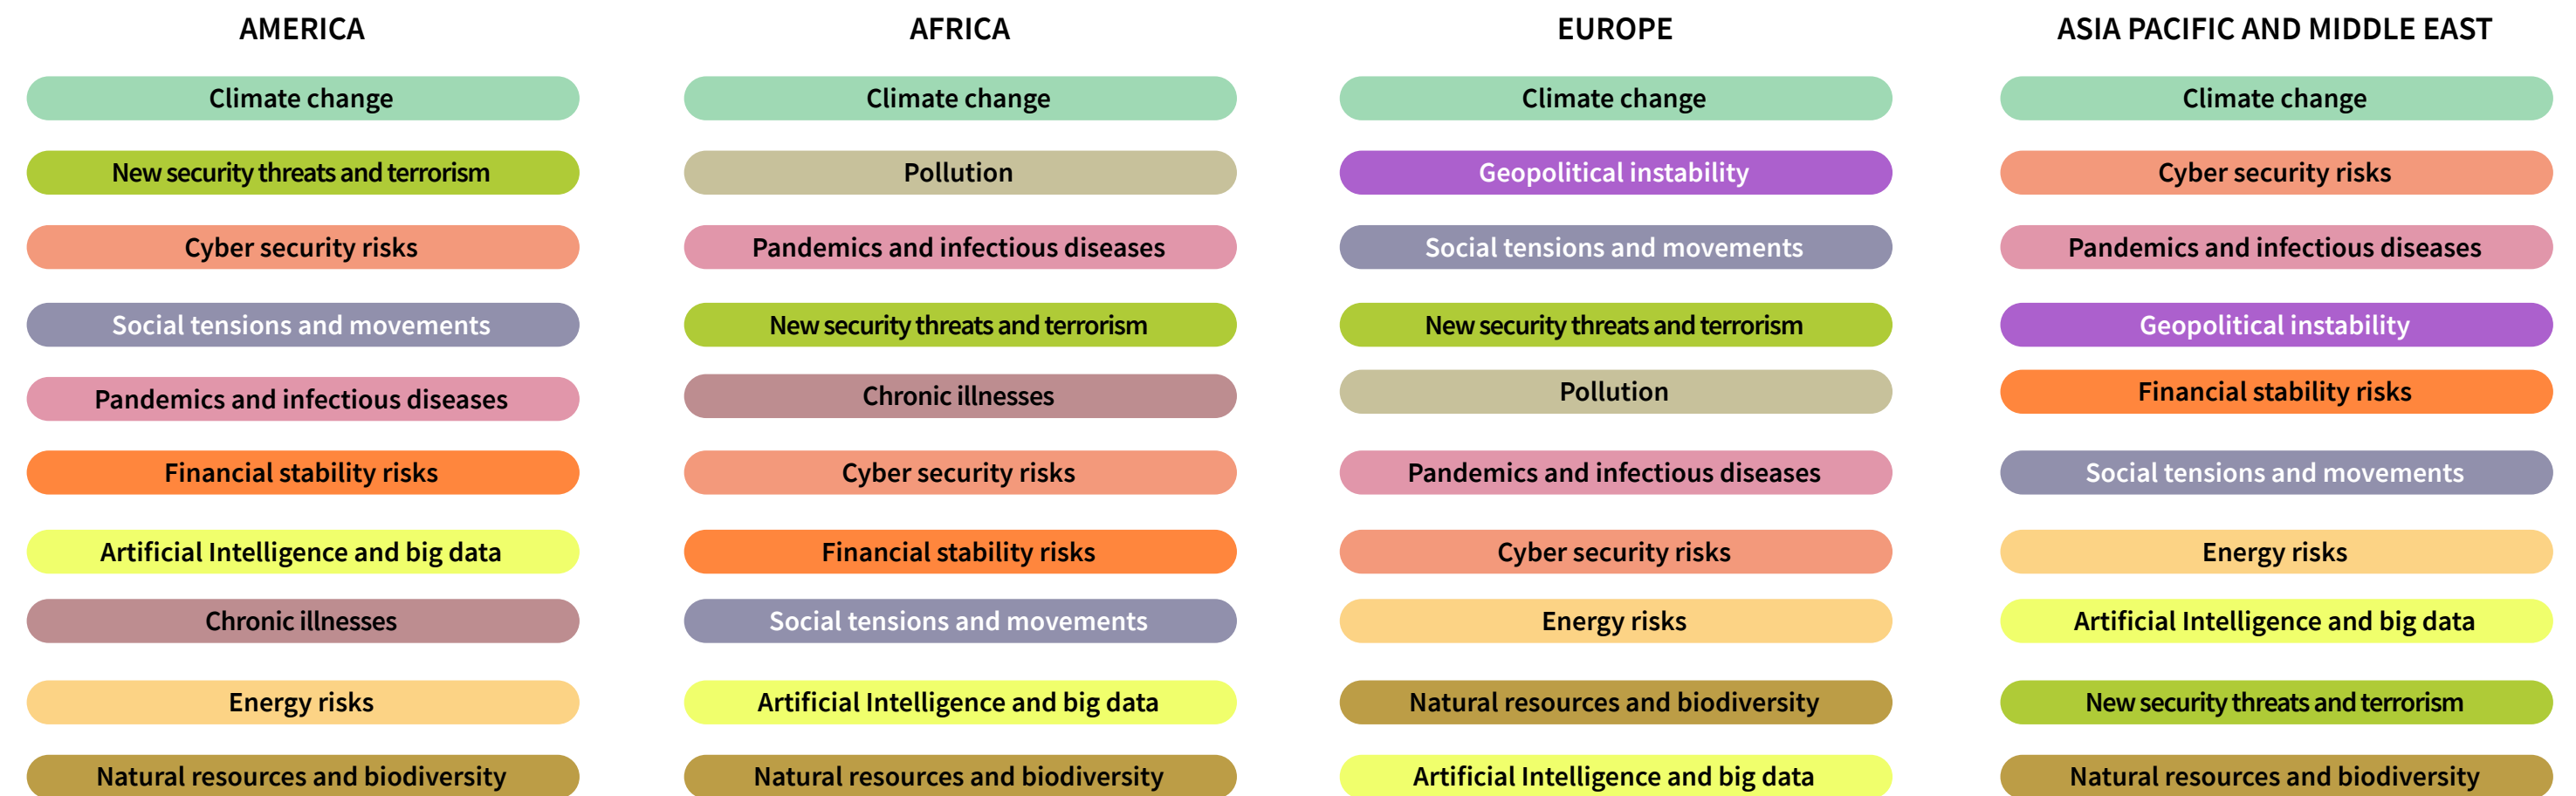 AMERICA
Climate change
New security threats and terrorism
Cyber security risks
Social tensions and movements
Pandemics and infectious diseases
Financial stability risks
Artificial Intelligence and big data
Chronic illnesses
Energy risks
Natural resources and biodiversity
AFRICA
Climate change
Pollution
Pandemics and infectious diseases
New security threats and terrorism
Chronic illnesses
Cyber security risks
Financial stability risks
Social tensions and movements
Artificial Intelligence and big data
Natural resources and biodiversity
EUROPE
Climate change
Geopolitical instability
Social tensions and movements
New security threats and terrorism
Pollution
Pandemics and infectious diseases
Cyber security risks
Energy risks
Natural resources and biodiversity
Artificial Intelligence and big data
ASIA PACIFIC AND MIDDLE EAST
Climate change
Cyber security risks
Pandemics and infectious diseases
Geopolitical instability
Financial stability risks
Social tensions and movements
Energy risks
Artificial Intelligence and big data
New security threats and terrorism
Natural resources and biodiversity